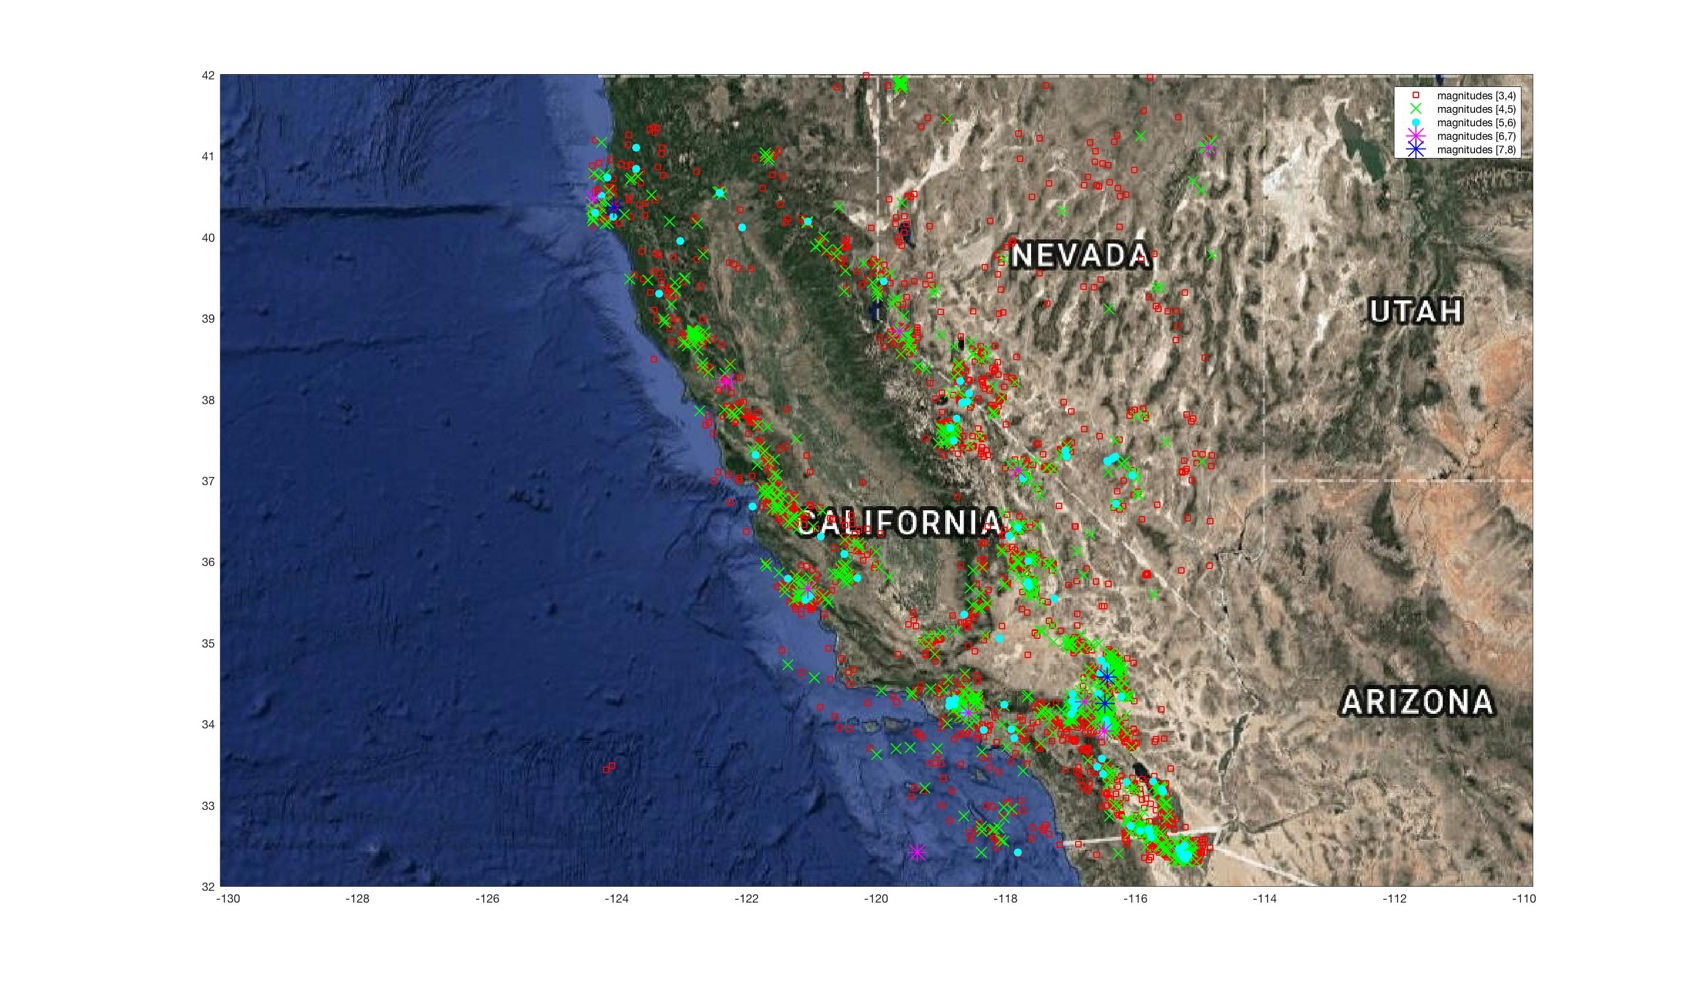 42
41
40
39
38
37
36
35
34
33
32
-130
-128
-126
-124
-122
-120
-118
-116
-114
-112
-110
magnitudes [3,4)
magnitudes [4,5)
magnitudes [5,6)
magnitudes [6,7)
magnitudes [7,8)
NEVADA
UTAH
CALIFORNIA
ARIZONA